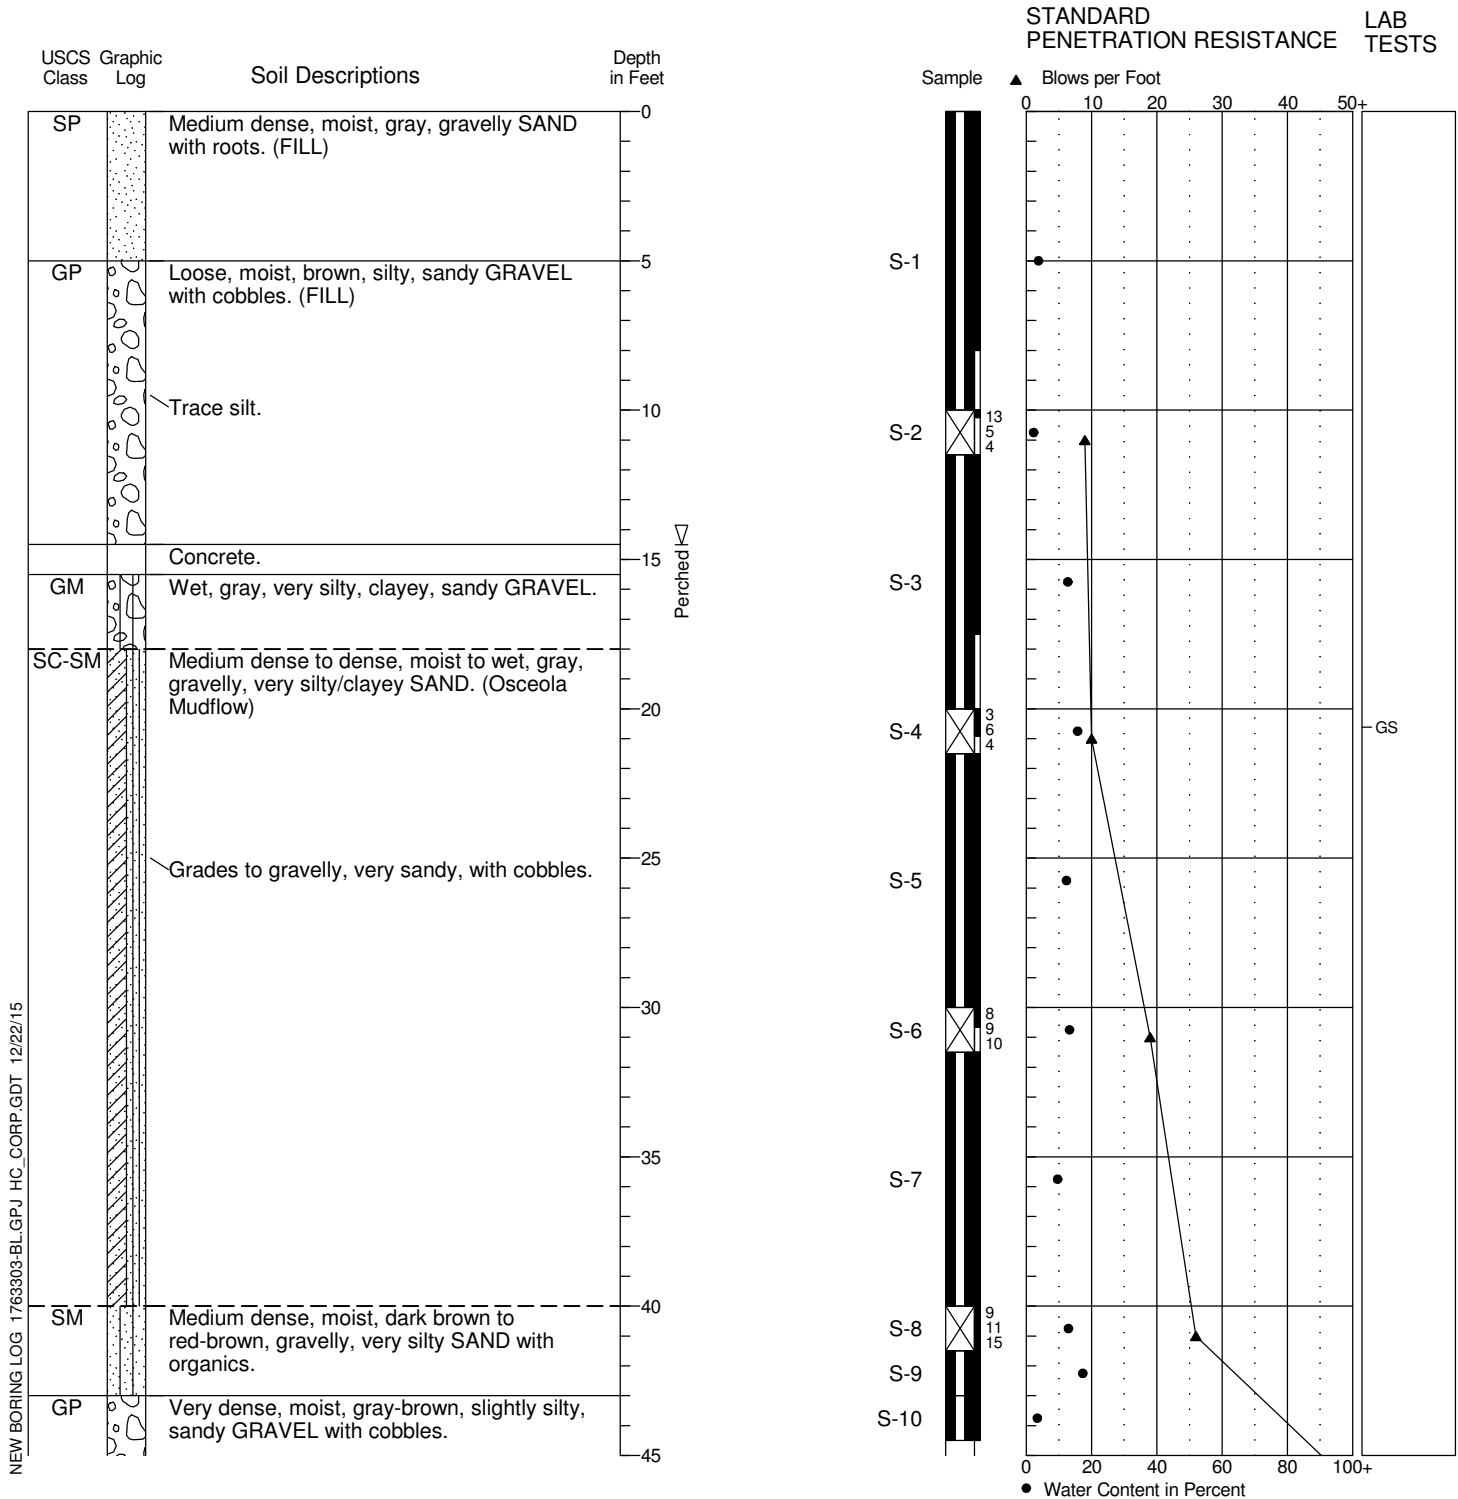 STANDARD
PENETRATION RESISTANCE
LAB
TESTS
USCS Class
Graphic Log
Soil Descriptions
Depth in Feet
Sample
▲ Blows per Foot
0 10 20 30 40 50+
SP
Medium dense, moist, gray, gravelly SAND
with roots. (FILL)
0
GP
Loose, moist, brown, silty, sandy GRAVEL
with cobbles. (FILL)
5
S-1
Trace silt.
10
S-2
13
5
4
Concrete.
15
Perched
GM
Wet, gray, very silty, clayey, sandy GRAVEL.
S-3
SC-SM
Medium dense to dense, moist to wet, gray,
gravelly, very silty/clayey SAND. (Osceola
Mudflow)
20
S-4
3
6
4
GS
Grades to gravelly, very sandy, with cobbles.
25
S-5
30
S-6
8
9
10
35
S-7
SM
Medium dense, moist, dark brown to
red-brown, gravelly, very silty SAND with
organics.
40
S-8
9
11
15
S-9
GP
Very dense, moist, gray-brown, slightly silty,
sandy GRAVEL with cobbles.
S-10
45
0 20 40 60 80 100+
● Water Content in Percent
NEW BORING LOG 1763303-BL.GPJ HC_CORP.GDT 12/22/15